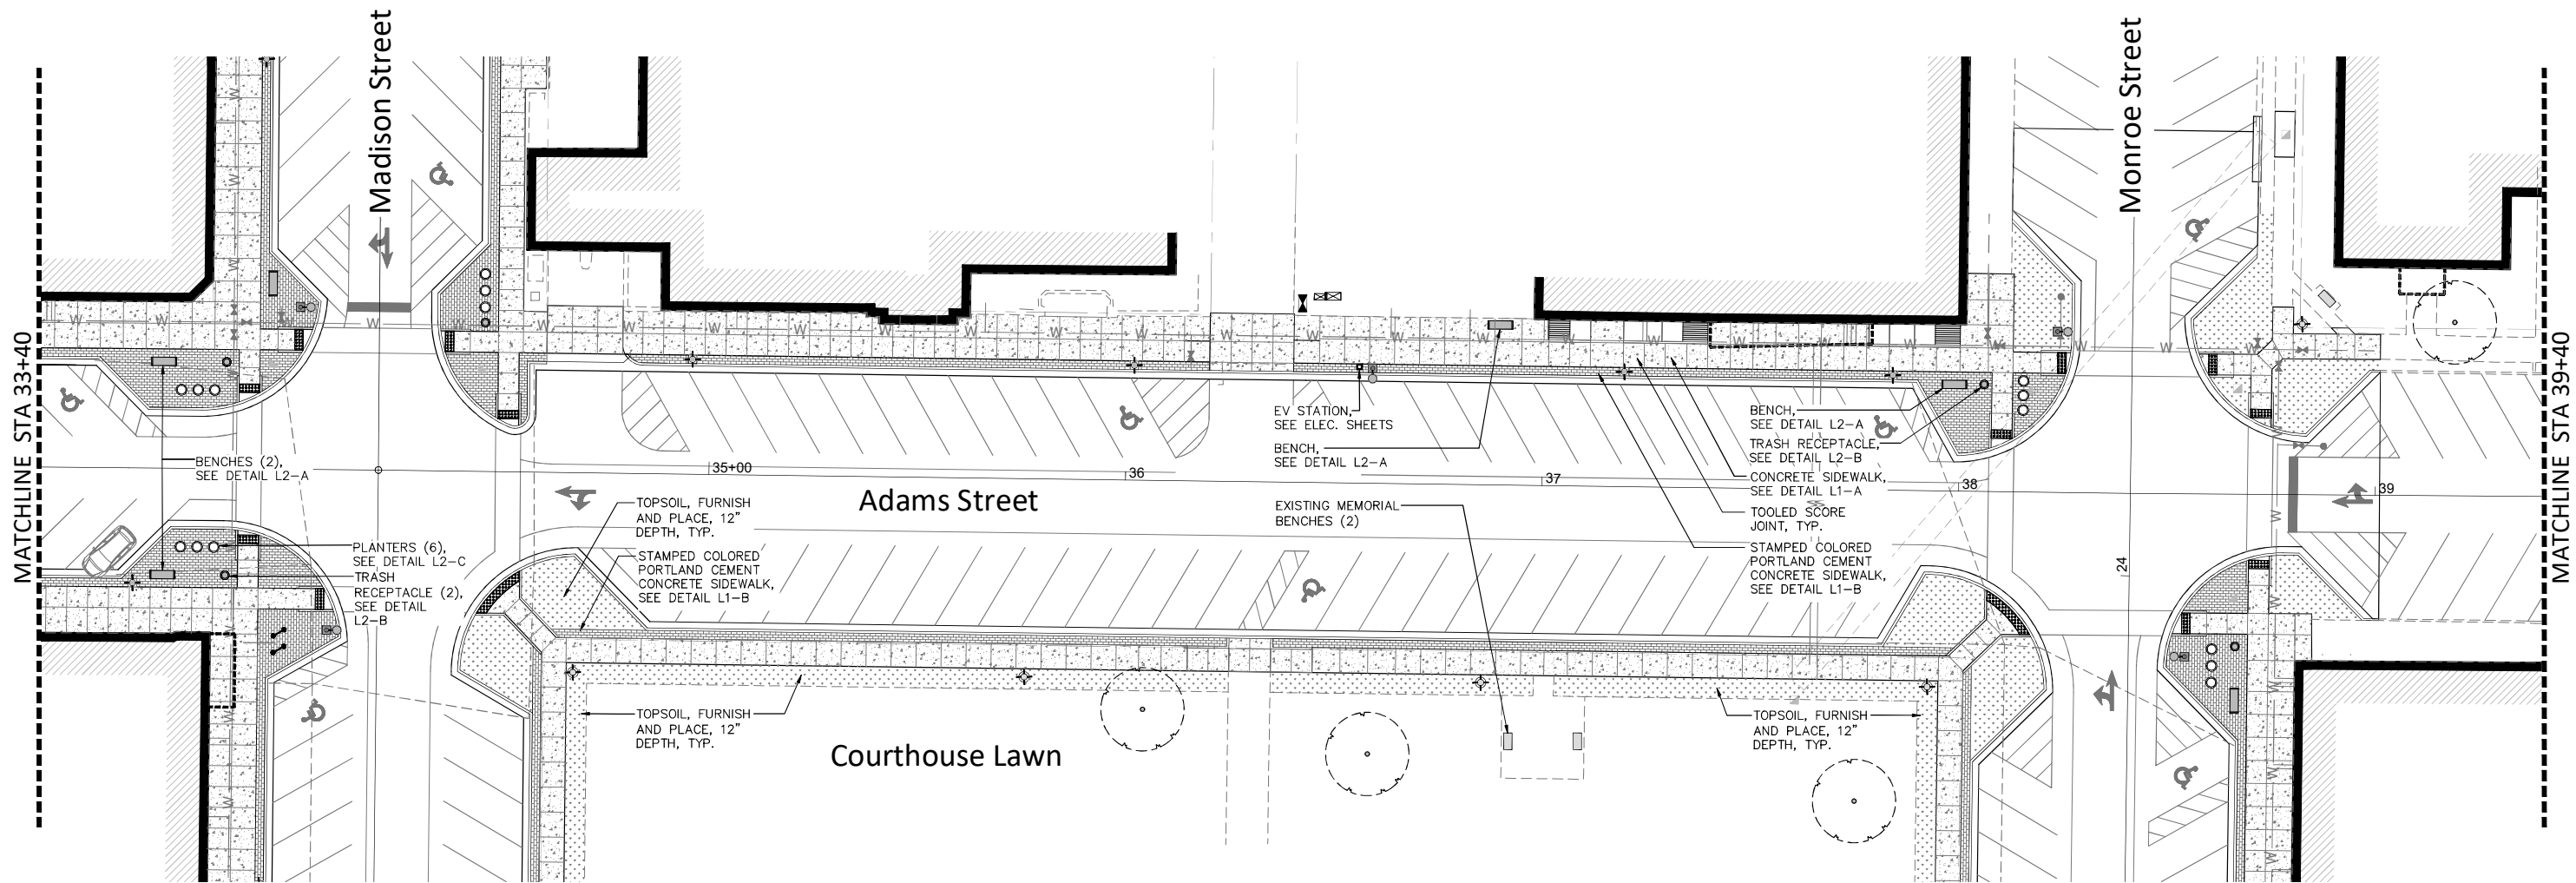 Madison Street
Monroe Street
MATCHLINE STA 33+40
MATCHLINE STA 39+40
EV STATION,
SEE ELEC. SHEETS
BENCH,
SEE DETAIL L2-A
BENCH,
SEE DETAIL L2-A
TRASH RECEPTACLE,
SEE DETAIL L2-B
CONCRETE SIDEWALK,
SEE DETAIL L1-A
TOOLED SCORE
JOINT, TYP.
STAMPED COLORED
PORTLAND CEMENT
CONCRETE SIDEWALK,
SEE DETAIL L1-B
BENCHES (2),
SEE DETAIL L2-A
35+00
36
37
38
39
24
Adams Street
TOPSOIL, FURNISH
AND PLACE, 12"
DEPTH, TYP.
EXISTING MEMORIAL
BENCHES (2)
PLANTERS (6),
SEE DETAIL L2-C
TRASH
RECEPTACLE (2),
SEE DETAIL
L2-B
STAMPED COLORED
PORTLAND CEMENT
CONCRETE SIDEWALK,
SEE DETAIL L1-B
TOPSOIL, FURNISH
AND PLACE, 12"
DEPTH, TYP.
TOPSOIL, FURNISH
AND PLACE, 12"
DEPTH, TYP.
Courthouse Lawn